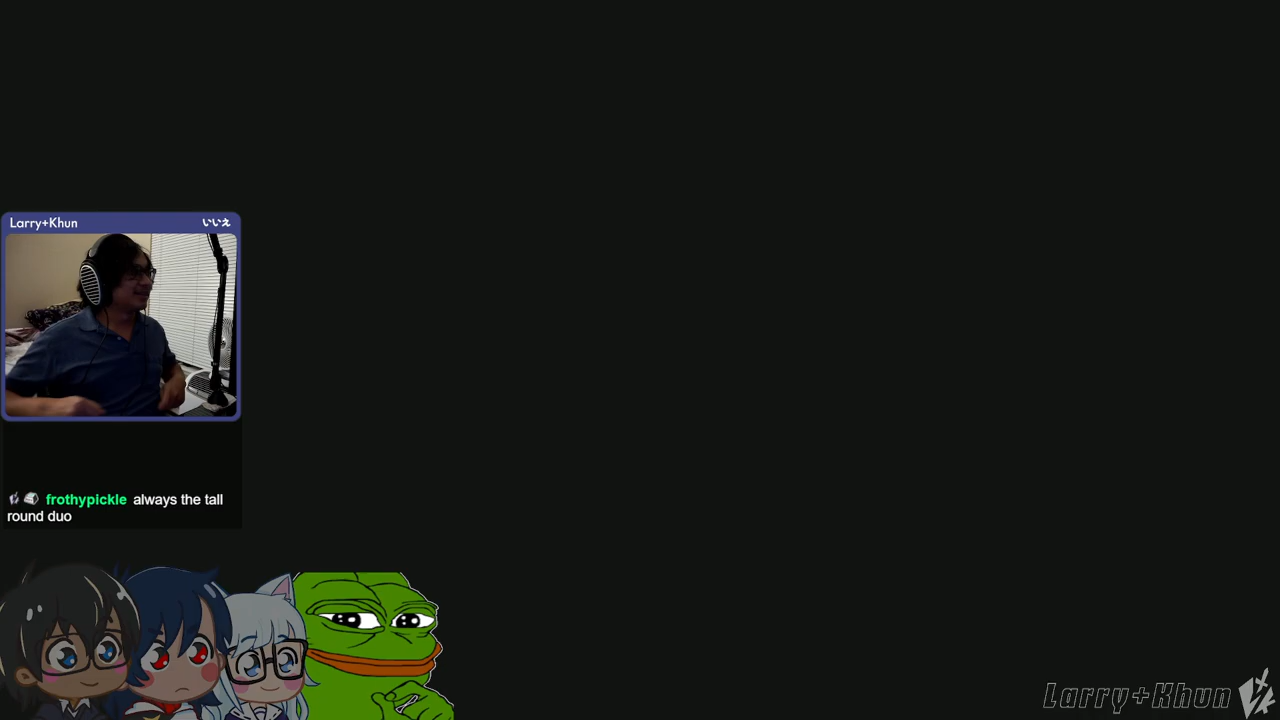 Larry+Khun いいえ
frothypickle always the tall
round duo
Larry+Khun